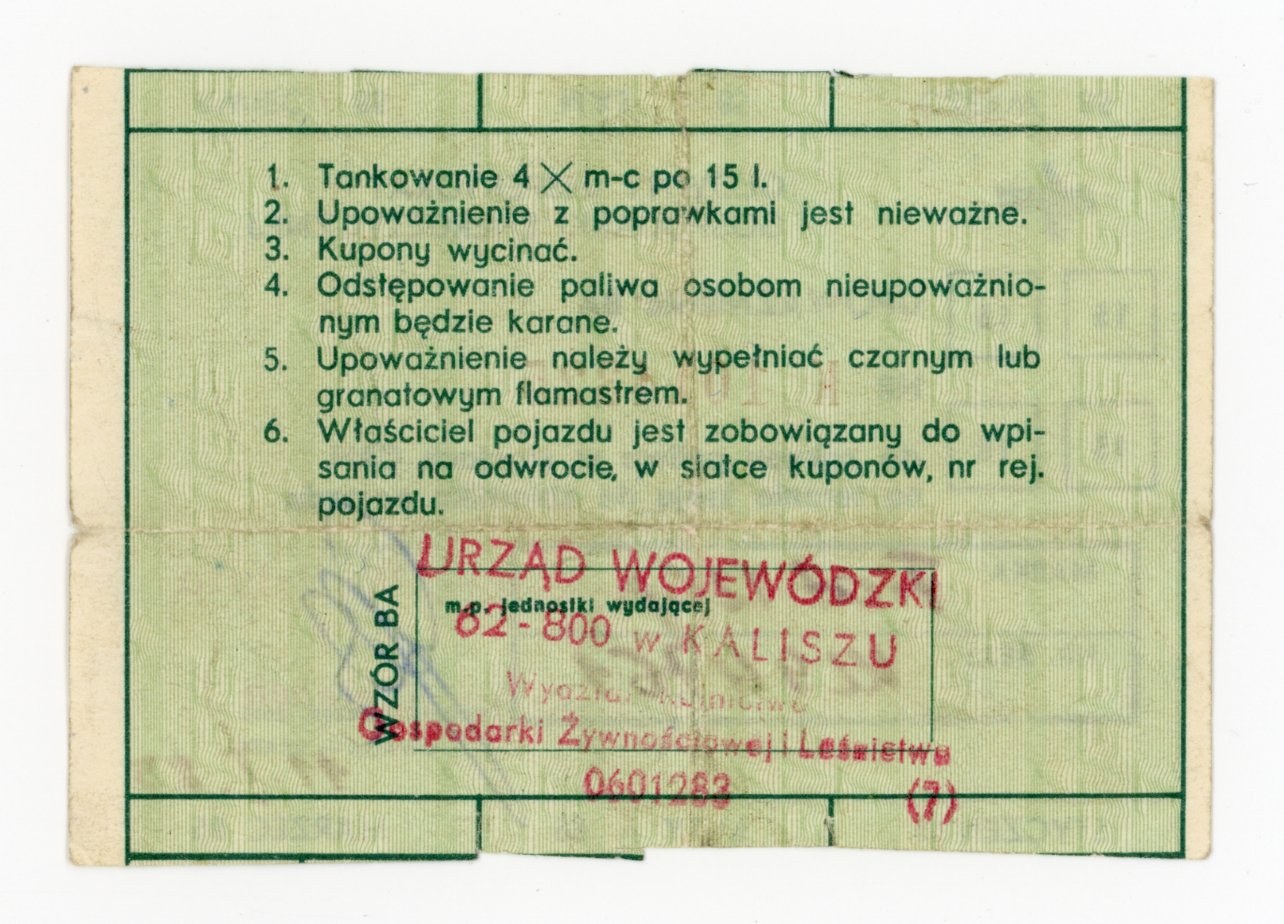 1. Tankowanie 4 X m-c po 15 l.
2. Upoważnienie z poprawkami jest nieważne.
3. Kupony wycinać.
4. Odstępowanie paliwa osobom nieupoważnio-
nym będzie karane.
5. Upoważnienie należy wypełniać czarnym lub
granatowym flamastrem.
6. Właściciel pojazdu jest zobowiązany do wpi-
sania na odwrocie, w siatce kuponów, nr rej.
pojazdu.
WZÓR BA
URZĄD WOJEWÓDZKI
m.p. jednostki wydającej
62-800 w KALISZU
Wydział Rolnictwa
Gospodarki Żywnościowej i Leśnictwa
0601283 (7)